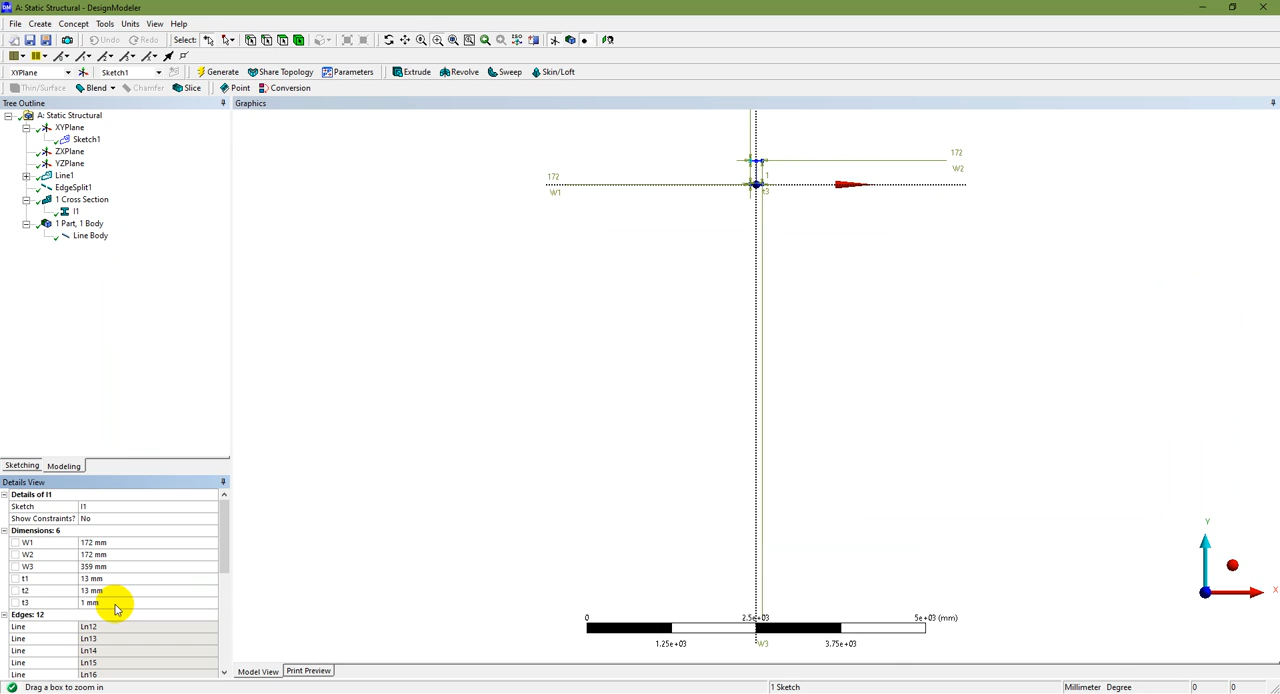 A: Static Structural - DesignModeler
File Create Concept Tools Units View Help
Undo Redo Select:
XYPlane Sketch1 Generate Share Topology Parameters Extrude Revolve Sweep Skin/Loft
Thin/Surface Blend Chamfer Slice Point Conversion
Tree Outline
Graphics
A: Static Structural
XYPlane
Sketch1
ZXPlane
YZPlane
Line1
EdgeSplit1
1 Cross Section
I1
1 Part, 1 Body
Line Body
172
W2
172
W1
1
t3
Sketching Modeling
Details View
Details of I1
Sketch I1
Show Constraints? No
Dimensions: 6
W1 172 mm
W2 172 mm
W3 359 mm
t1 13 mm
t2 13 mm
t3 1 mm
Edges: 12
Line Ln12
Line Ln13
Line Ln14
Line Ln15
Line Ln16
Y
X
0 2.5e+03 5e+03 (mm)
1.25e+03 3.75e+03
W3
Model View Print Preview
Drag a box to zoom in 1 Sketch Millimeter Degree 0 0